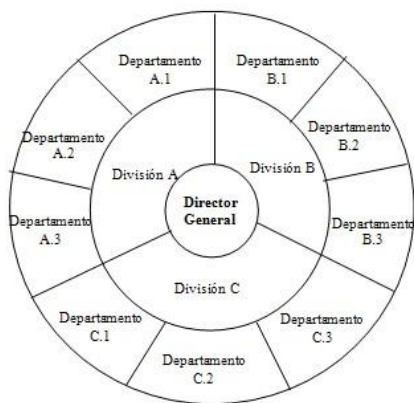 Departamento
A.1
Departamento
B.1
Departamento
A.2
Departamento
B.2
División A
División B
Director
General
Departamento
A.3
Departamento
B.3
División C
Departamento
C.1
Departamento
C.2
Departamento
C.3